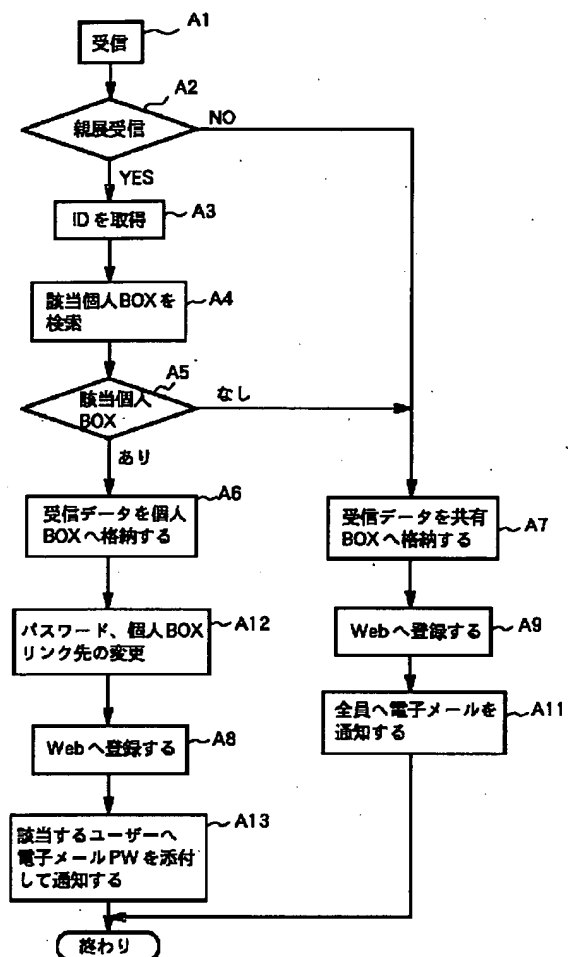 受信
A1
A2
親展受信
NO
YES
IDを取得
A3
該当個人BOXを
検索
A4
A5
該当個人
BOX
なし
あり
A6
受信データを個人
BOXへ格納する
受信データを共有
BOXへ格納する
A7
パスワード、個人BOX
リンク先の変更
A12
Webへ登録する
A9
Webへ登録する
A8
全員へ電子メールを
通知する
A11
該当するユーザーへ
電子メールPWを添付
して通知する
A13
終わり